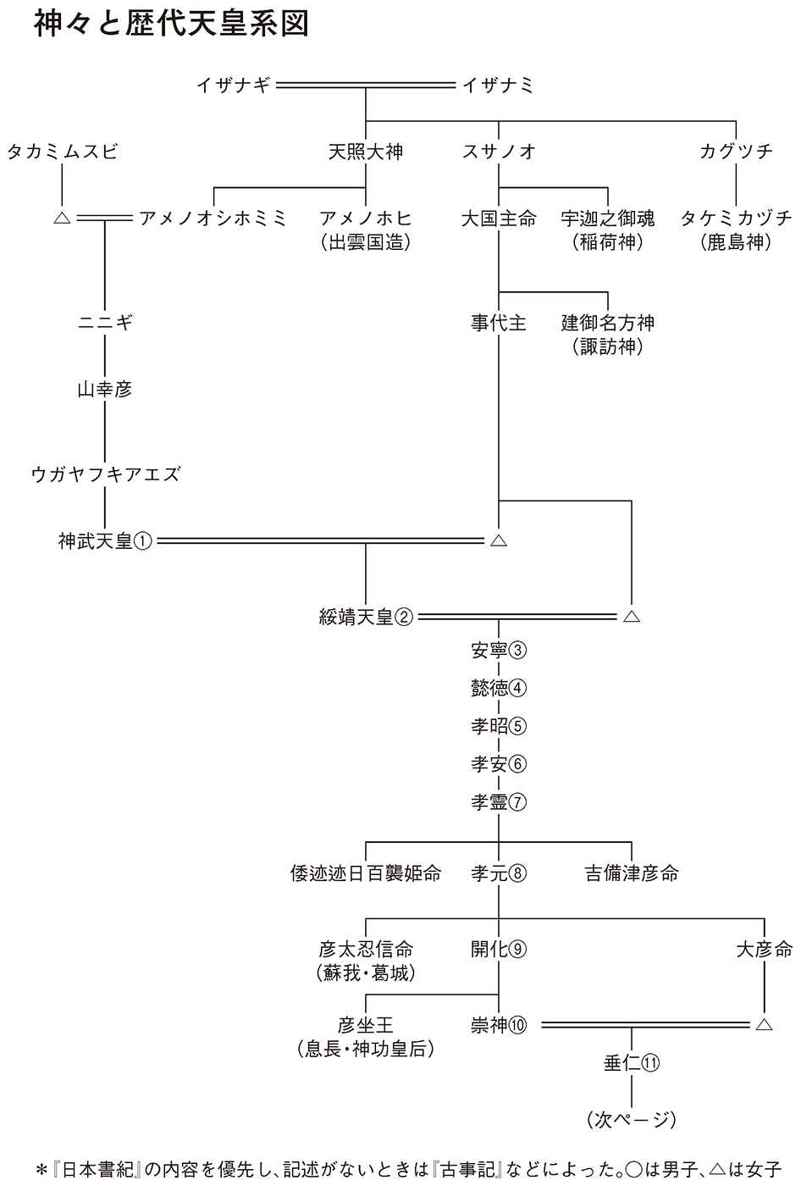 神々と歴代天皇系図
イザナギ イザナミ
タカミムスビ 天照大神 スサノオ カグツチ
△ アメノオシホミミ アメノホヒ 大国主命 宇迦之御魂 タケミカヅチ
(出雲国造) (稲荷神) (鹿島神)
ニニギ 事代主 建御名方神
(諏訪神)
山幸彦
ウガヤフキアエズ
神武天皇① △
綏靖天皇② △
安寧③
懿徳④
孝昭⑤
孝安⑥
孝霊⑦
倭迹迹日百襲姫命 孝元⑧ 吉備津彦命
彦太忍信命 開化⑨ 大彦命
(蘇我・葛城)
彦坐王 崇神⑩ △
(息長・神功皇后)
垂仁⑪
(次ページ)
*『日本書紀』の内容を優先し、記述がないときは『古事記』などによった。○は男子、△は女子